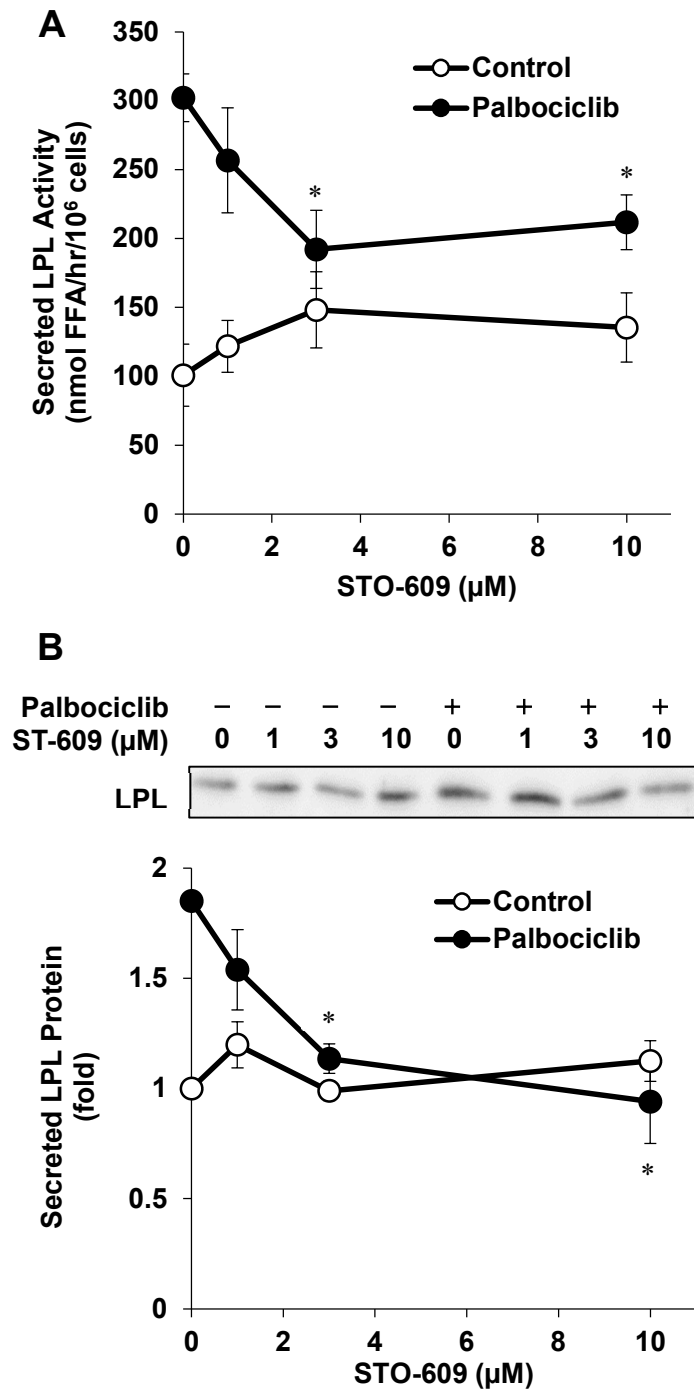 A
350
300
250
200
150
100
50
0
Secreted LPL Activity
(nmol FFA/hr/10⁶ cells)
Control
Palbociclib
*
*
0 2 4 6 8 10
STO-609 (µM)
B
Palbociclib − − − − + + + +
ST-609 (µM) 0 1 3 10 0 1 3 10
LPL
2
1.5
1
0.5
0
Secreted LPL Protein
(fold)
Control
Palbociclib
*
*
0 2 4 6 8 10
STO-609 (µM)